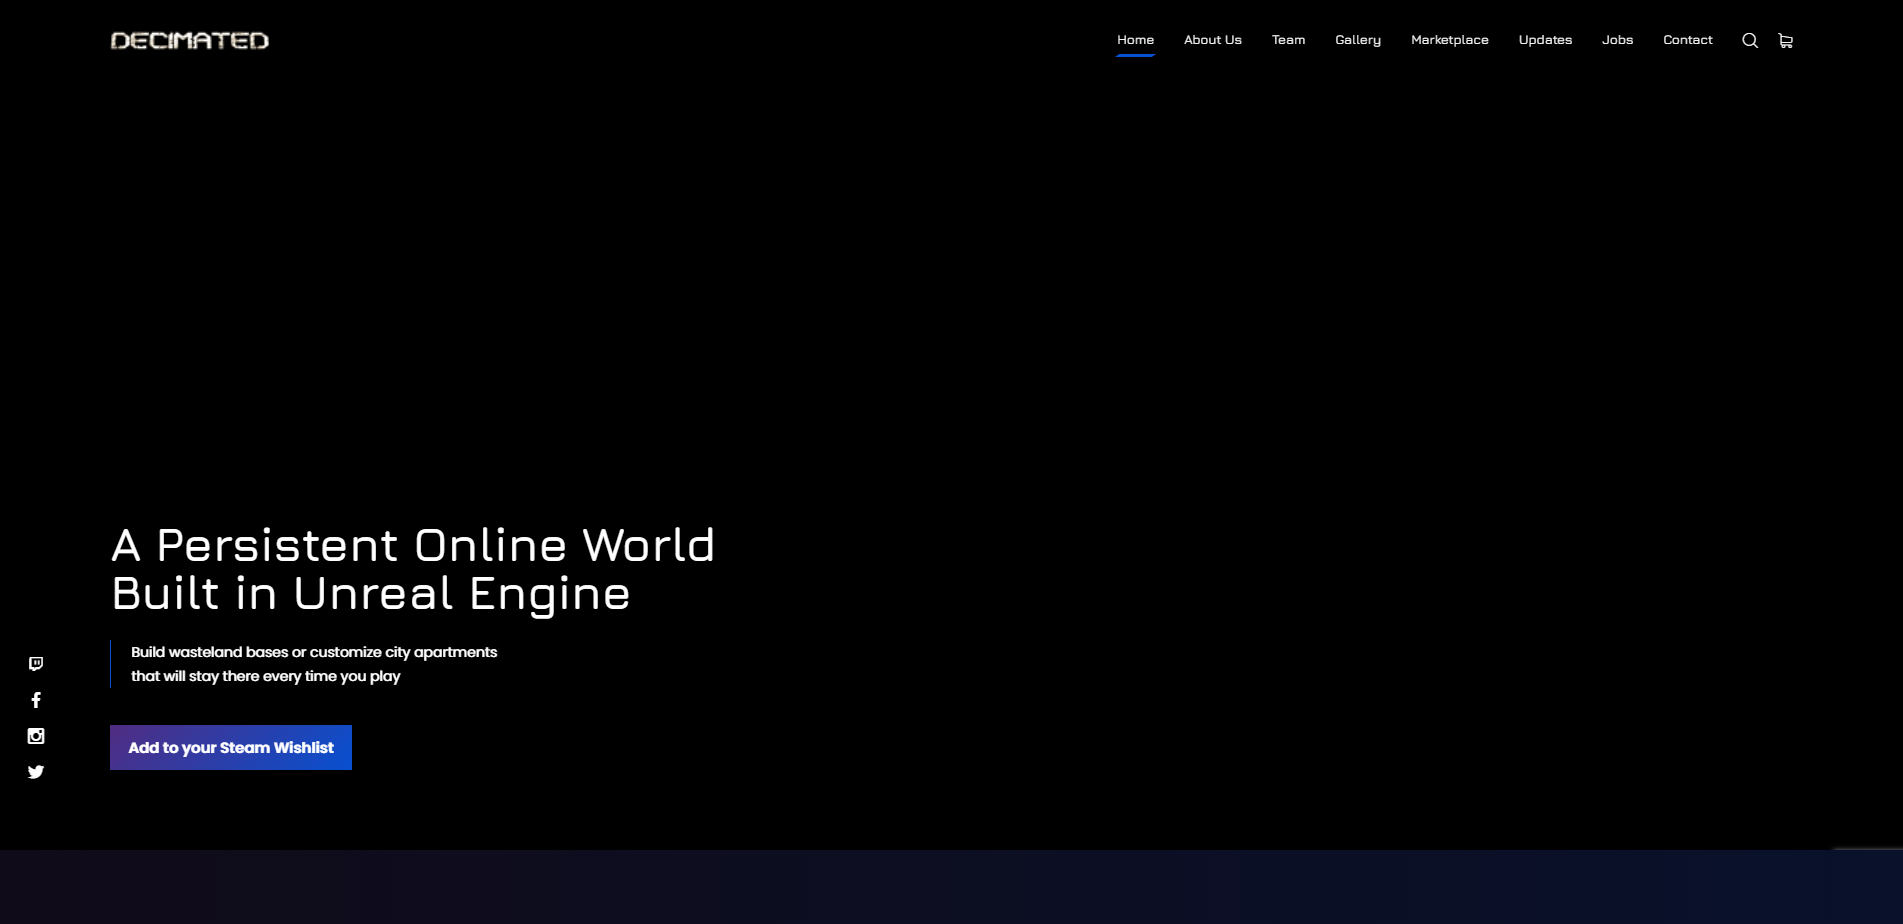 DECIMATED
Home
About Us
Team
Gallery
Marketplace
Updates
Jobs
Contact
A Persistent Online World
Built in Unreal Engine
Build wasteland bases or customize city apartments
that will stay there every time you play
Add to your Steam Wishlist